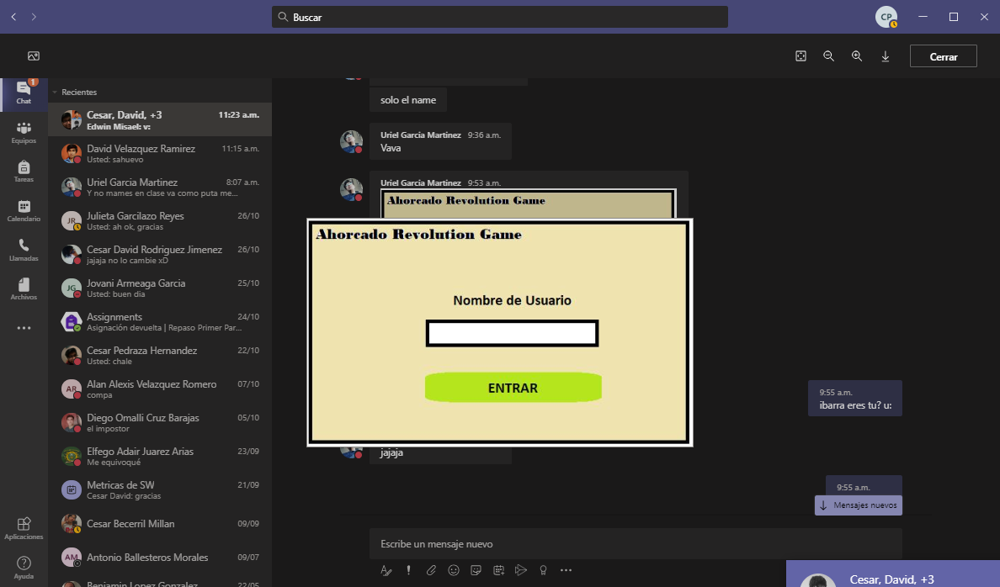 Buscar
CP
Cerrar
1
Chat
Equipos
Tareas
Calendario
Llamadas
Archivos
Aplicaciones
Ayuda
Recientes
Cesar, David, +3 11:23 a.m.
Edwin Misael: v:
David Velazquez Ramirez 11:15 a.m.
Usted: sahuevo
Uriel Garcia Martinez 8:07 a.m.
Y no mames en clase va como puta me...
JR
Julieta Garcilazo Reyes 26/10
Usted: ah ok, gracias
Cesar David Rodriguez Jimenez 26/10
jajaja no lo cambie xD
JG
Jovani Armeaga Garcia 25/10
Usted: buen dia
Assignments 24/10
Asignación devuelta | Repaso Primer Par...
Cesar Pedraza Hernandez 22/10
Usted: chale
AR
Alan Alexis Velazquez Romero 07/10
compa
Diego Omalli Cruz Barajas 05/10
el impostor
Elfego Adair Juarez Arias 23/09
Me equivoqué
Metricas de SW 21/09
Cesar David: gracias
Cesar Becerril Millan 09/09
AM
Antonio Ballesteros Morales 09/07
Benjamin Lopez Gonzalez 22/05
solo el name
Uriel Garcia Martinez 9:36 a.m.
Vava
Uriel Garcia Martinez 9:53 a.m.
Ahorcado Revolution Game
Ahorcado Revolution Game
Nombre de Usuario
ENTRAR
9:55 a.m.
ibarra eres tu? u:
jajaja
9:55 a.m.
Mensajes nuevos
Escribe un mensaje nuevo
Cesar, David, +3